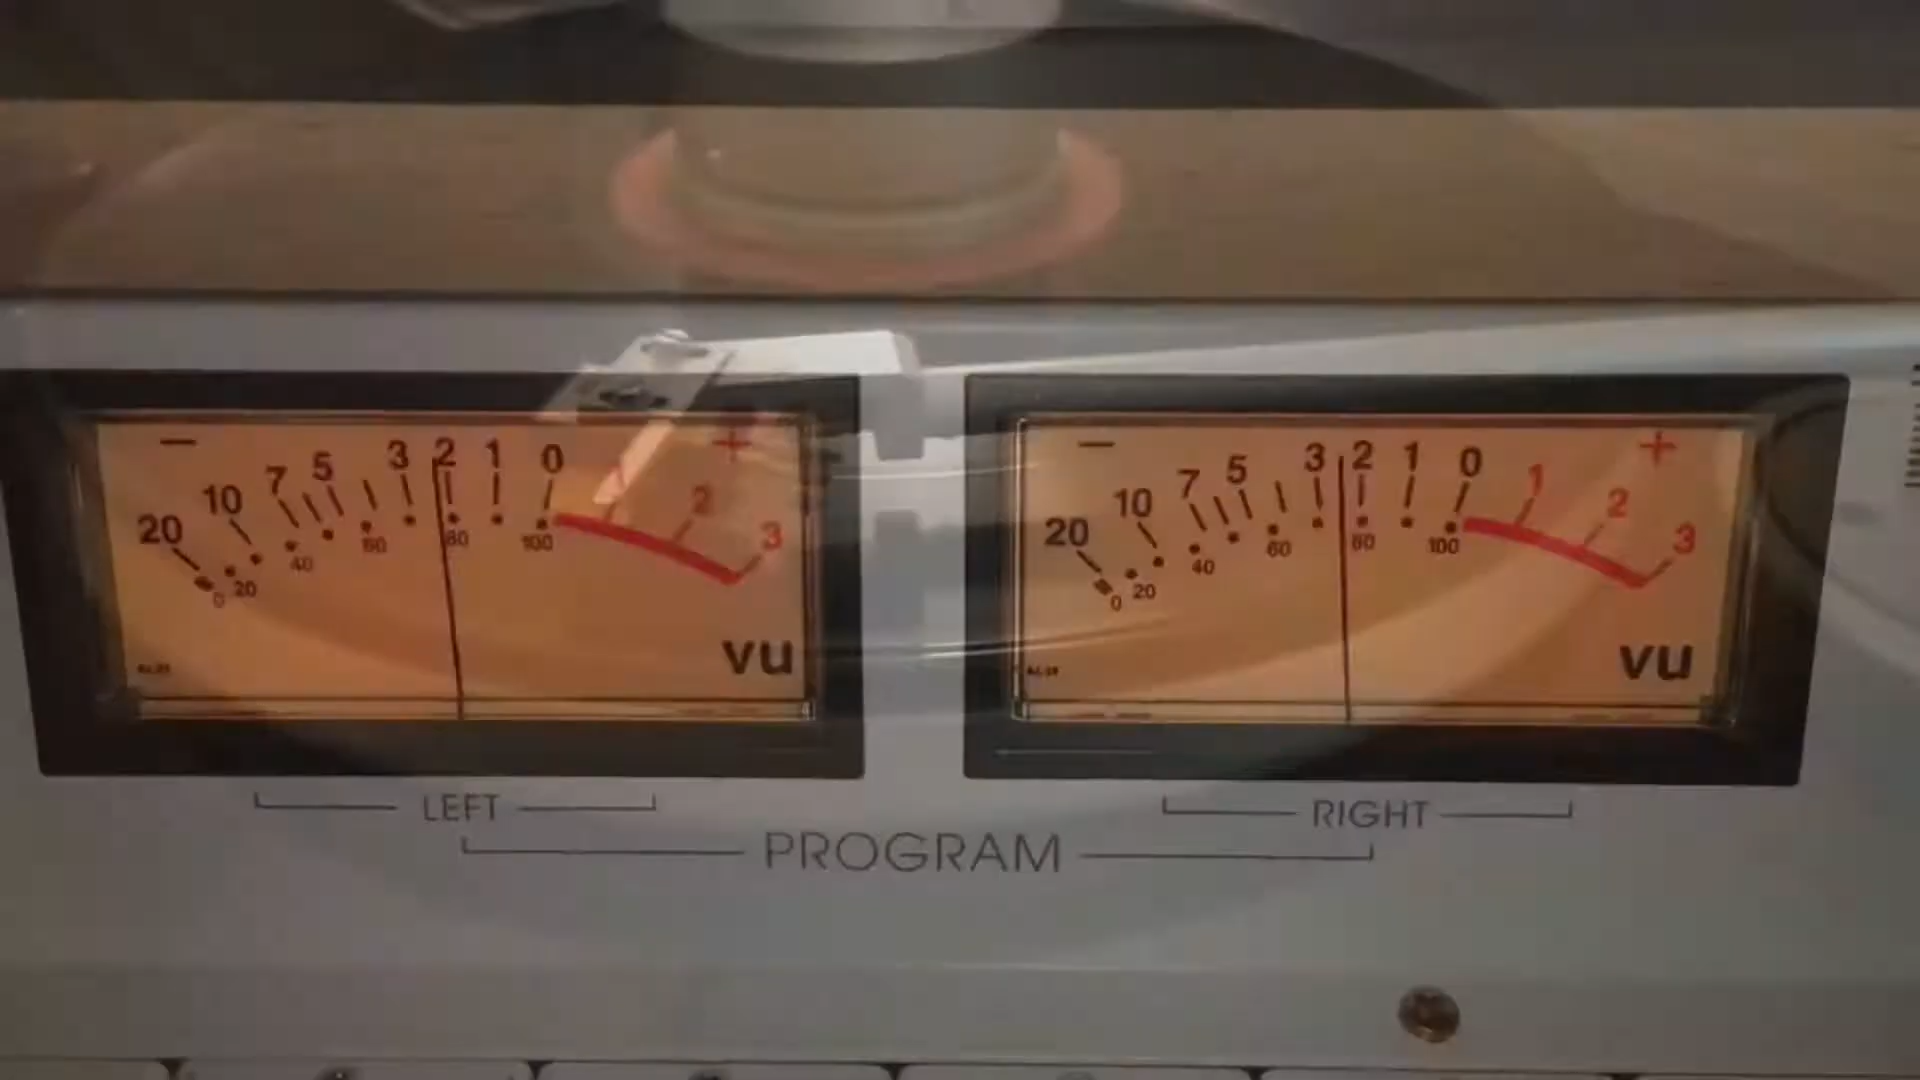 − 20 10 7 5 3 2 1 0 2 3 +
0 20 40 60 80 100
vu
− 20 10 7 5 3 2 1 0 1 2 3 +
0 20 40 60 80 100
vu
LEFT
RIGHT
PROGRAM